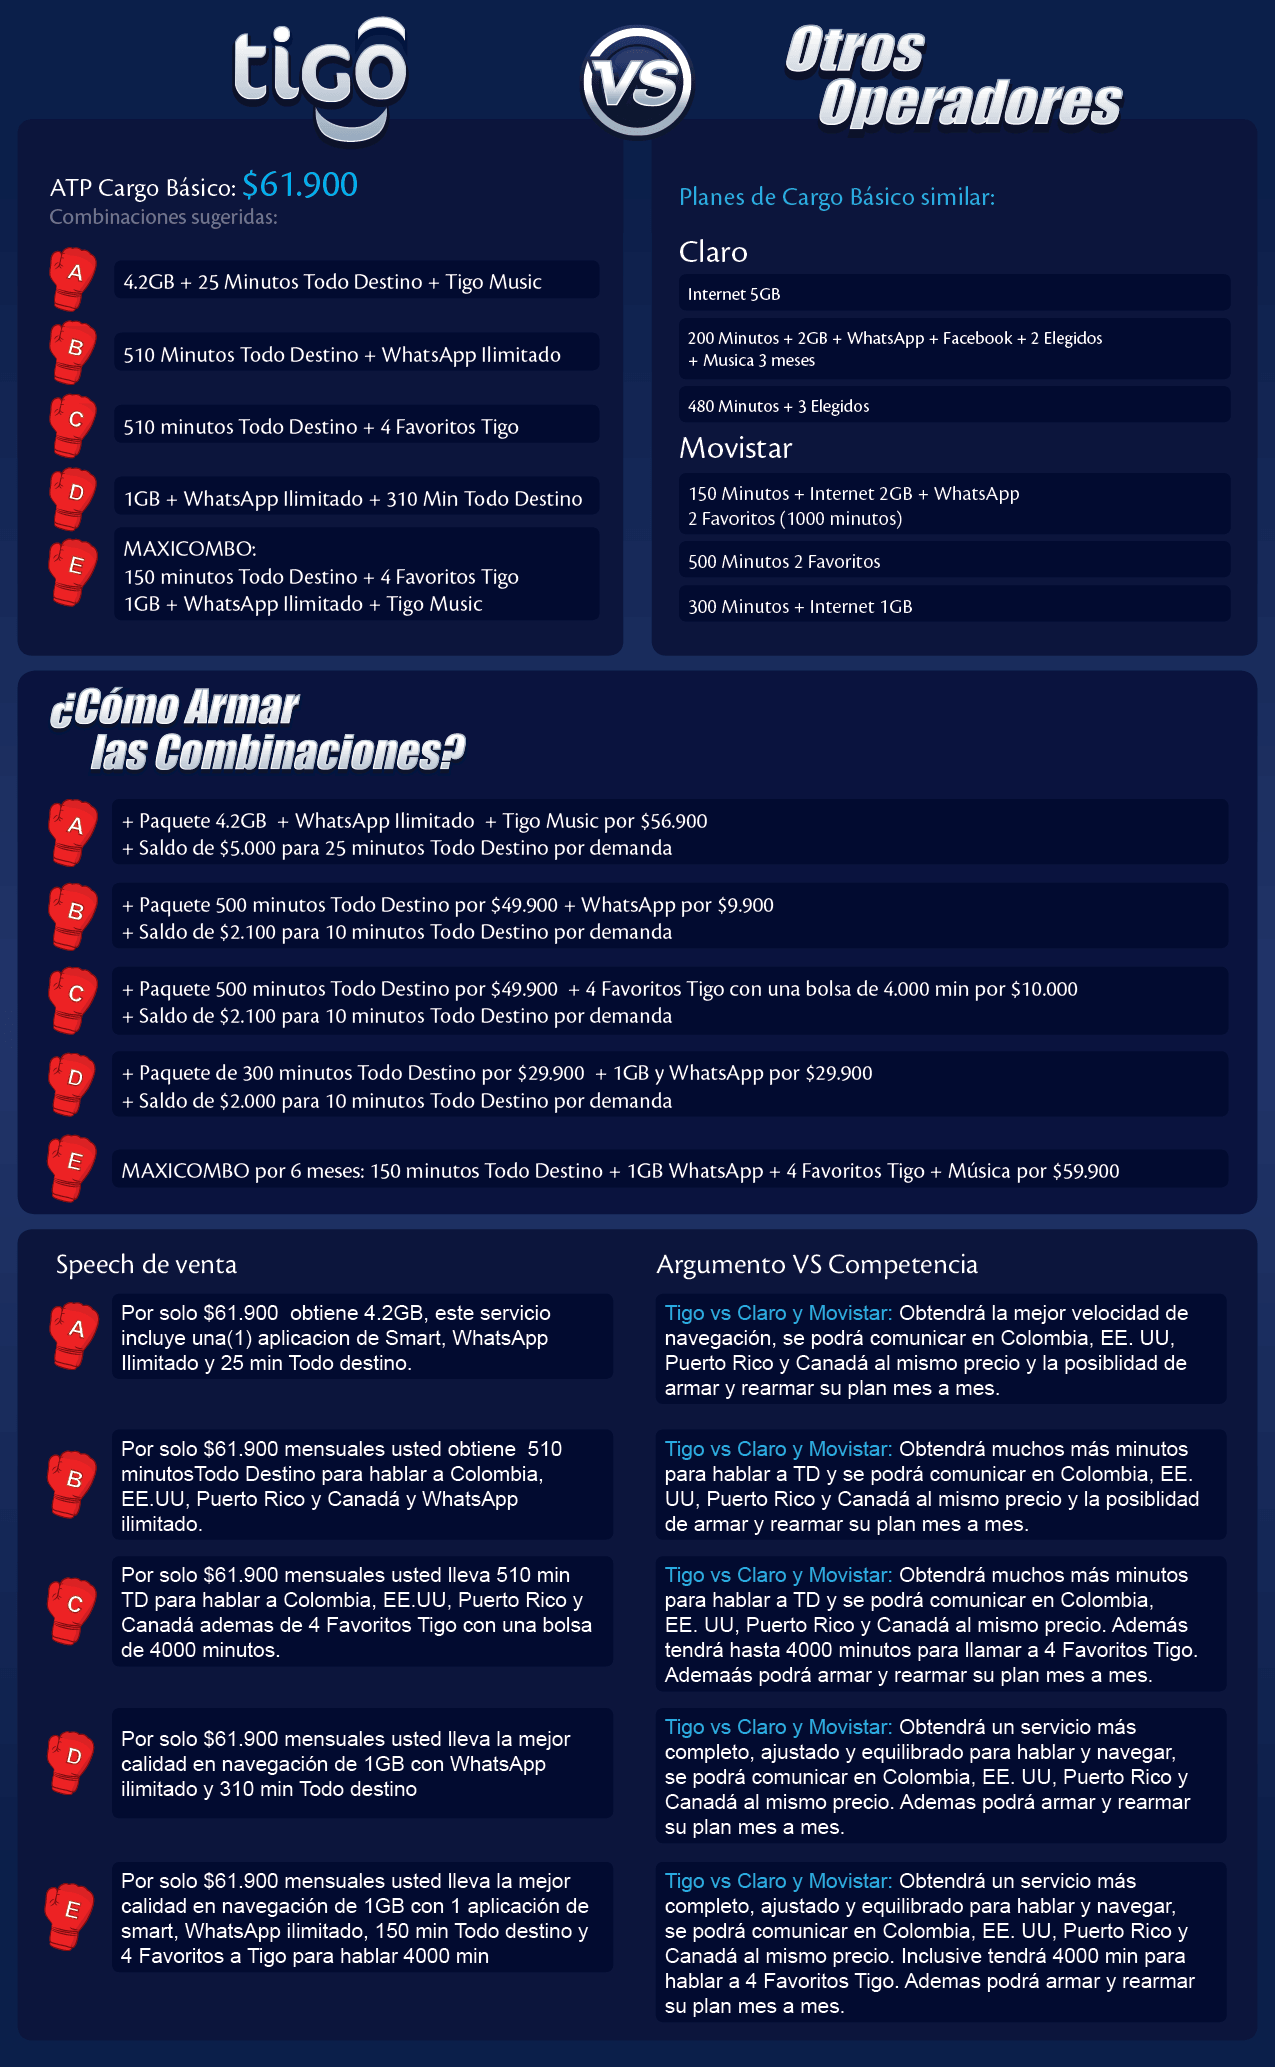 tigo
VS
Otros
Operadores
ATP Cargo Básico: $61.900
Combinaciones sugeridas:
A
4.2GB + 25 Minutos Todo Destino + Tigo Music
B
510 Minutos Todo Destino + WhatsApp Ilimitado
C
510 minutos Todo Destino + 4 Favoritos Tigo
D
1GB + WhatsApp Ilimitado + 310 Min Todo Destino
E
MAXICOMBO:
150 minutos Todo Destino + 4 Favoritos Tigo
1GB + WhatsApp Ilimitado + Tigo Music
Planes de Cargo Básico similar:
Claro
Internet 5GB
200 Minutos + 2GB + WhatsApp + Facebook + 2 Elegidos
+ Musica 3 meses
480 Minutos + 3 Elegidos
Movistar
150 Minutos + Internet 2GB + WhatsApp
2 Favoritos (1000 minutos)
500 Minutos 2 Favoritos
300 Minutos + Internet 1GB
¿Cómo Armar
las Combinaciones?
A
+ Paquete 4.2GB + WhatsApp Ilimitado + Tigo Music por $56.900
+ Saldo de $5.000 para 25 minutos Todo Destino por demanda
B
+ Paquete 500 minutos Todo Destino por $49.900 + WhatsApp por $9.900
+ Saldo de $2.100 para 10 minutos Todo Destino por demanda
C
+ Paquete 500 minutos Todo Destino por $49.900 + 4 Favoritos Tigo con una bolsa de 4.000 min por $10.000
+ Saldo de $2.100 para 10 minutos Todo Destino por demanda
D
+ Paquete de 300 minutos Todo Destino por $29.900 + 1GB y WhatsApp por $29.900
+ Saldo de $2.000 para 10 minutos Todo Destino por demanda
E
MAXICOMBO por 6 meses: 150 minutos Todo Destino + 1GB WhatsApp + 4 Favoritos Tigo + Música por $59.900
Speech de venta
Argumento VS Competencia
A
Por solo $61.900 obtiene 4.2GB, este servicio
incluye una(1) aplicacion de Smart, WhatsApp
Ilimitado y 25 min Todo destino.
Tigo vs Claro y Movistar: Obtendrá la mejor velocidad de
navegación, se podrá comunicar en Colombia, EE. UU,
Puerto Rico y Canadá al mismo precio y la posiblidad de
armar y rearmar su plan mes a mes.
B
Por solo $61.900 mensuales usted obtiene 510
minutosTodo Destino para hablar a Colombia,
EE.UU, Puerto Rico y Canadá y WhatsApp
ilimitado.
Tigo vs Claro y Movistar: Obtendrá muchos más minutos
para hablar a TD y se podrá comunicar en Colombia, EE.
UU, Puerto Rico y Canadá al mismo precio y la posiblidad
de armar y rearmar su plan mes a mes.
C
Por solo $61.900 mensuales usted lleva 510 min
TD para hablar a Colombia, EE.UU, Puerto Rico y
Canadá ademas de 4 Favoritos Tigo con una bolsa
de 4000 minutos.
Tigo vs Claro y Movistar: Obtendrá muchos más minutos
para hablar a TD y se podrá comunicar en Colombia,
EE. UU, Puerto Rico y Canadá al mismo precio. Además
tendrá hasta 4000 minutos para llamar a 4 Favoritos Tigo.
Ademaás podrá armar y rearmar su plan mes a mes.
D
Por solo $61.900 mensuales usted lleva la mejor
calidad en navegación de 1GB con WhatsApp
ilimitado y 310 min Todo destino
Tigo vs Claro y Movistar: Obtendrá un servicio más
completo, ajustado y equilibrado para hablar y navegar,
se podrá comunicar en Colombia, EE. UU, Puerto Rico y
Canadá al mismo precio. Ademas podrá armar y rearmar
su plan mes a mes.
E
Por solo $61.900 mensuales usted lleva la mejor
calidad en navegación de 1GB con 1 aplicación de
smart, WhatsApp ilimitado, 150 min Todo destino y
4 Favoritos a Tigo para hablar 4000 min
Tigo vs Claro y Movistar: Obtendrá un servicio más
completo, ajustado y equilibrado para hablar y navegar,
se podrá comunicar en Colombia, EE. UU, Puerto Rico y
Canadá al mismo precio. Inclusive tendrá 4000 min para
hablar a 4 Favoritos Tigo. Ademas podrá armar y rearmar
su plan mes a mes.